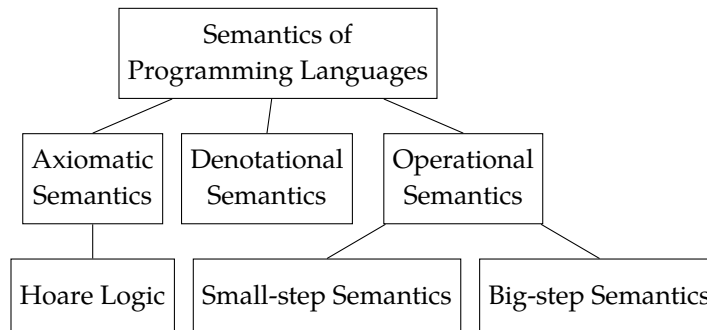 Semantics of
Programming Languages
Axiomatic
Semantics
Denotational
Semantics
Operational
Semantics
Hoare Logic
Small-step Semantics
Big-step Semantics